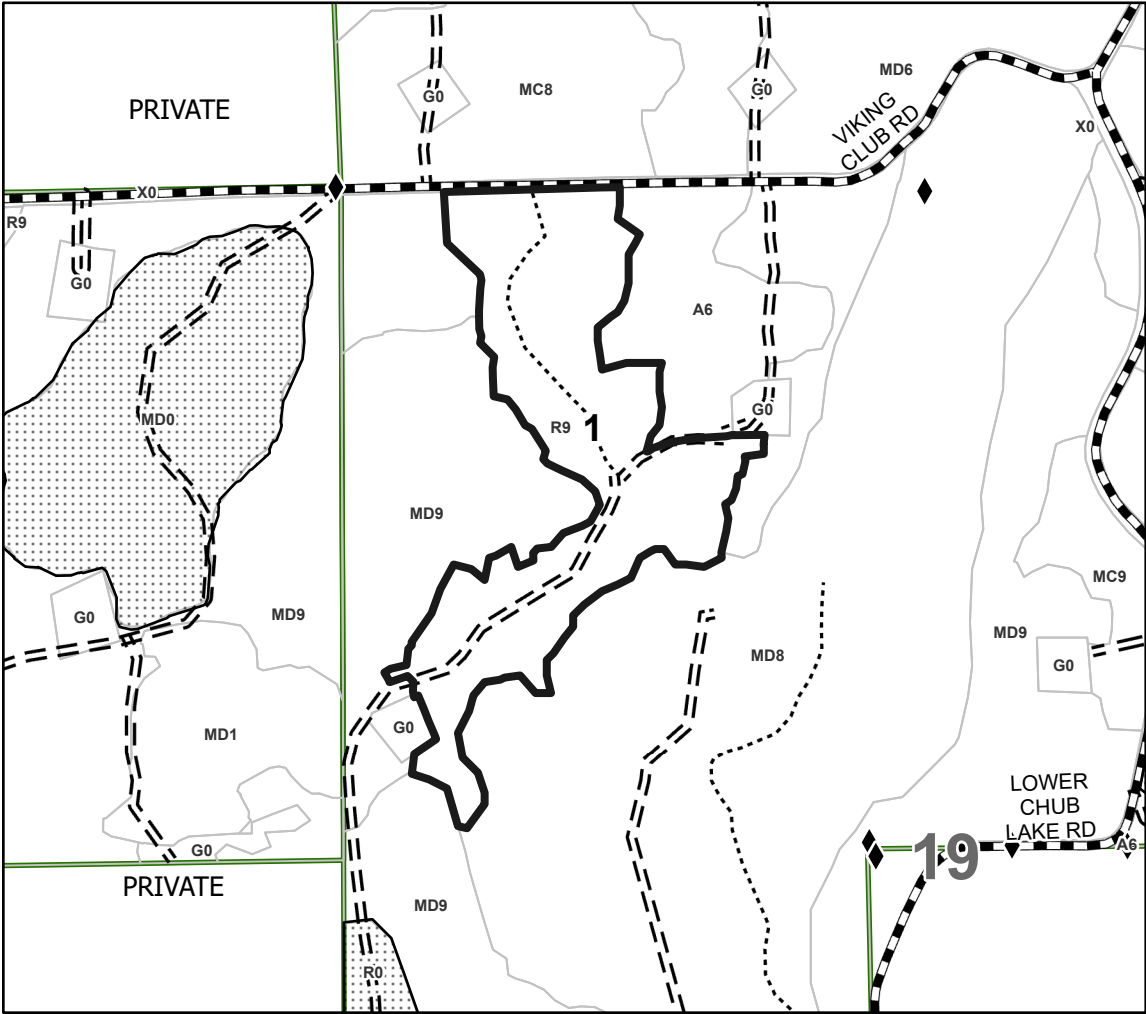 MD6
G0
MC8
G0
PRIVATE
VIKING
CLUB RD
X0
X0
R9
G0
A6
G0
MD0
R9
1
MD9
MC9
MD9
G0
MD9
MD8
G0
G0
MD1
LOWER
CHUB
LAKE RD
A6
G0
19
PRIVATE
MD9
R0